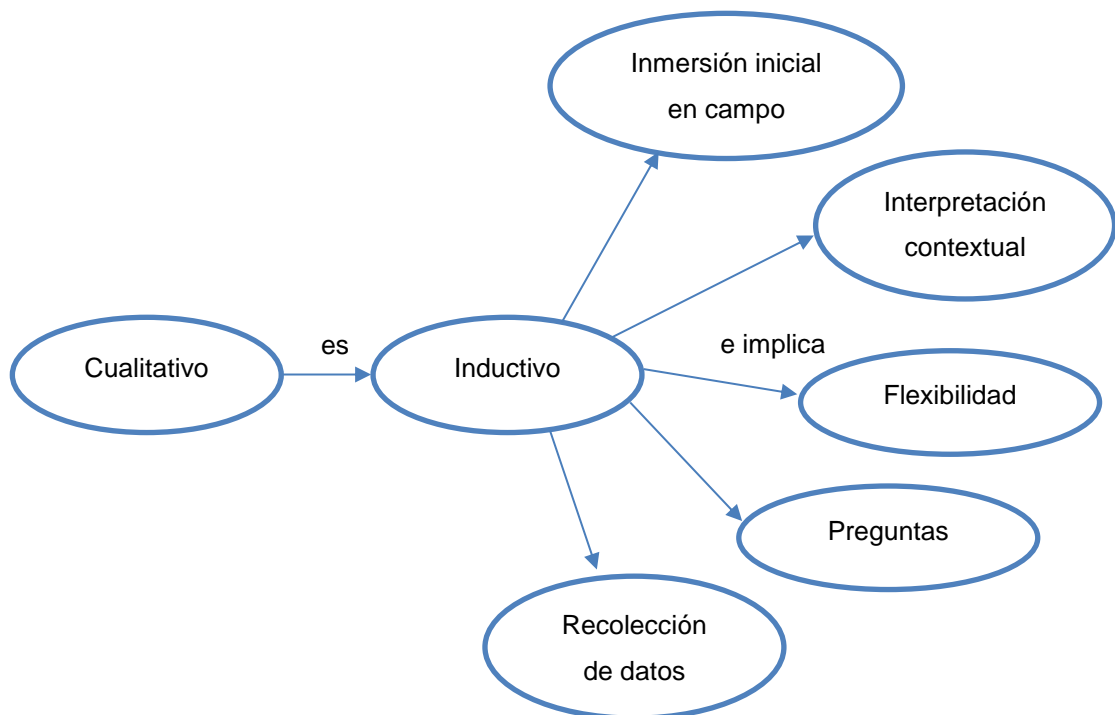 Inmersión inicial
en campo
Interpretación
contextual
Cualitativo
es
Inductivo
e implica
Flexibilidad
Preguntas
Recolección
de datos